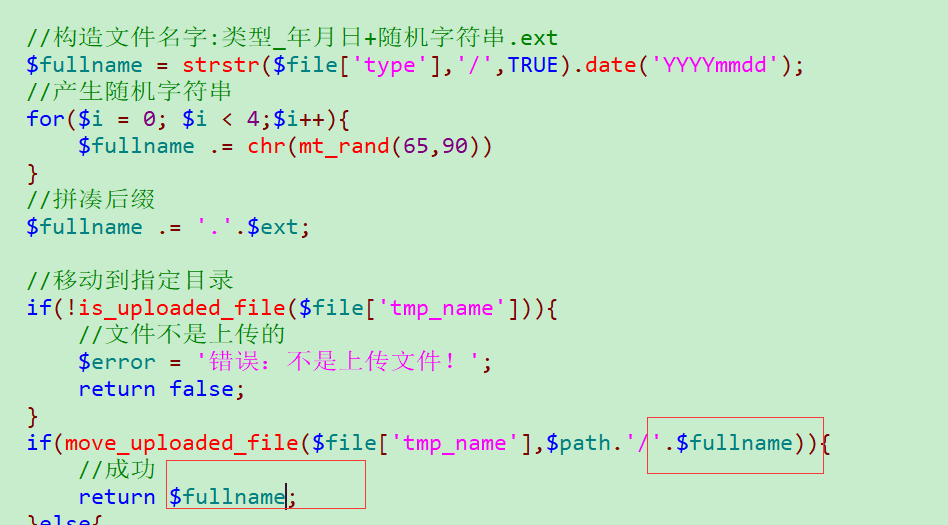 //构造文件名字:类型_年月日+随机字符串.ext
$fullname = strstr($file['type'],'/',TRUE).date('YYYYmmdd');
//产生随机字符串
for($i = 0; $i < 4;$i++){
    $fullname .= chr(mt_rand(65,90))
}
//拼凑后缀
$fullname .= '.'.$ext;
//移动到指定目录
if(!is_uploaded_file($file['tmp_name'])){
    //文件不是上传的
    $error = '错误：不是上传文件！';
    return false;
}
if(move_uploaded_file($file['tmp_name'],$path.'/'.$fullname)){
    //成功
    return $fullname;
}else{